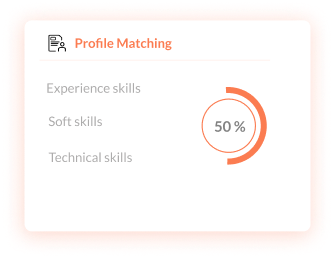 Profile Matching
Experience skills
Soft skills
50 %
Technical skills